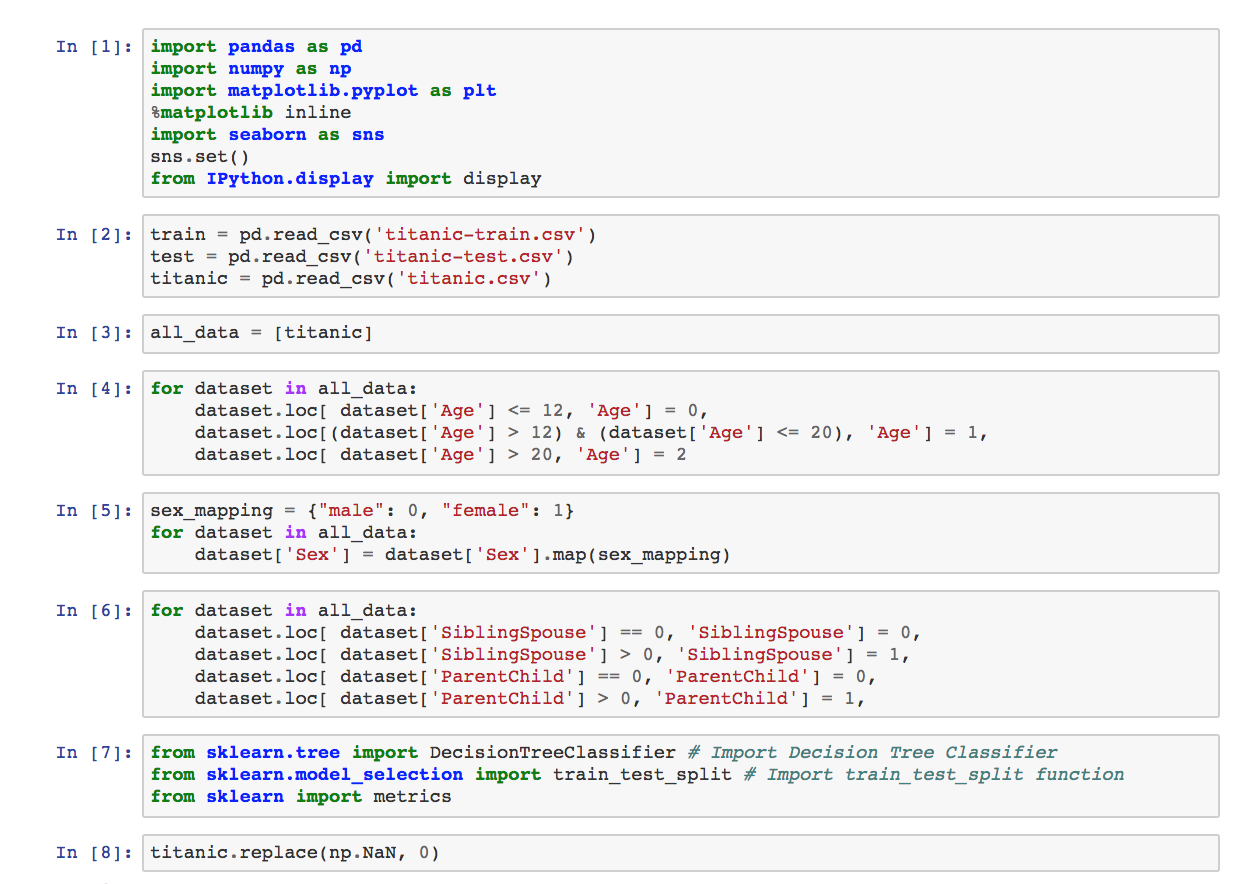 In [1]: import pandas as pd
import numpy as np
import matplotlib.pyplot as plt
%matplotlib inline
import seaborn as sns
sns.set()
from IPython.display import display
In [2]: train = pd.read_csv('titanic-train.csv')
test = pd.read_csv('titanic-test.csv')
titanic = pd.read_csv('titanic.csv')
In [3]: all_data = [titanic]
In [4]: for dataset in all_data:
    dataset.loc[ dataset['Age'] <= 12, 'Age'] = 0,
    dataset.loc[(dataset['Age'] > 12) & (dataset['Age'] <= 20), 'Age'] = 1,
    dataset.loc[ dataset['Age'] > 20, 'Age'] = 2
In [5]: sex_mapping = {"male": 0, "female": 1}
for dataset in all_data:
    dataset['Sex'] = dataset['Sex'].map(sex_mapping)
In [6]: for dataset in all_data:
    dataset.loc[ dataset['SiblingSpouse'] == 0, 'SiblingSpouse'] = 0,
    dataset.loc[ dataset['SiblingSpouse'] > 0, 'SiblingSpouse'] = 1,
    dataset.loc[ dataset['ParentChild'] == 0, 'ParentChild'] = 0,
    dataset.loc[ dataset['ParentChild'] > 0, 'ParentChild'] = 1,
In [7]: from sklearn.tree import DecisionTreeClassifier # Import Decision Tree Classifier
from sklearn.model_selection import train_test_split # Import train_test_split function
from sklearn import metrics
In [8]: titanic.replace(np.NaN, 0)